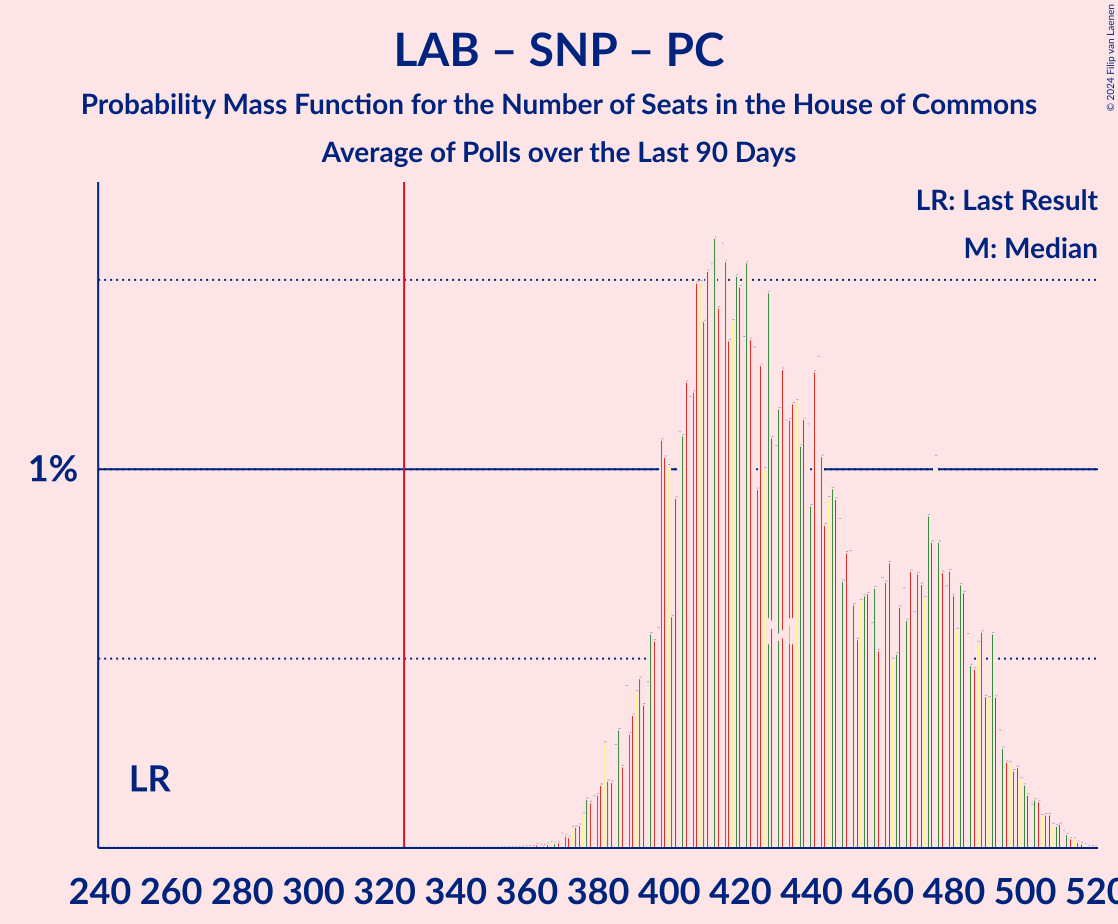 LAB – SNP – PC
Probability Mass Function for the Number of Seats in the House of Commons
Average of Polls over the Last 90 Days
© 2024 Filip van Laenen
LR: Last Result
M: Median
1%
LR
240 260 280 300 320 340 360 380 400 420 440 460 480 500 520